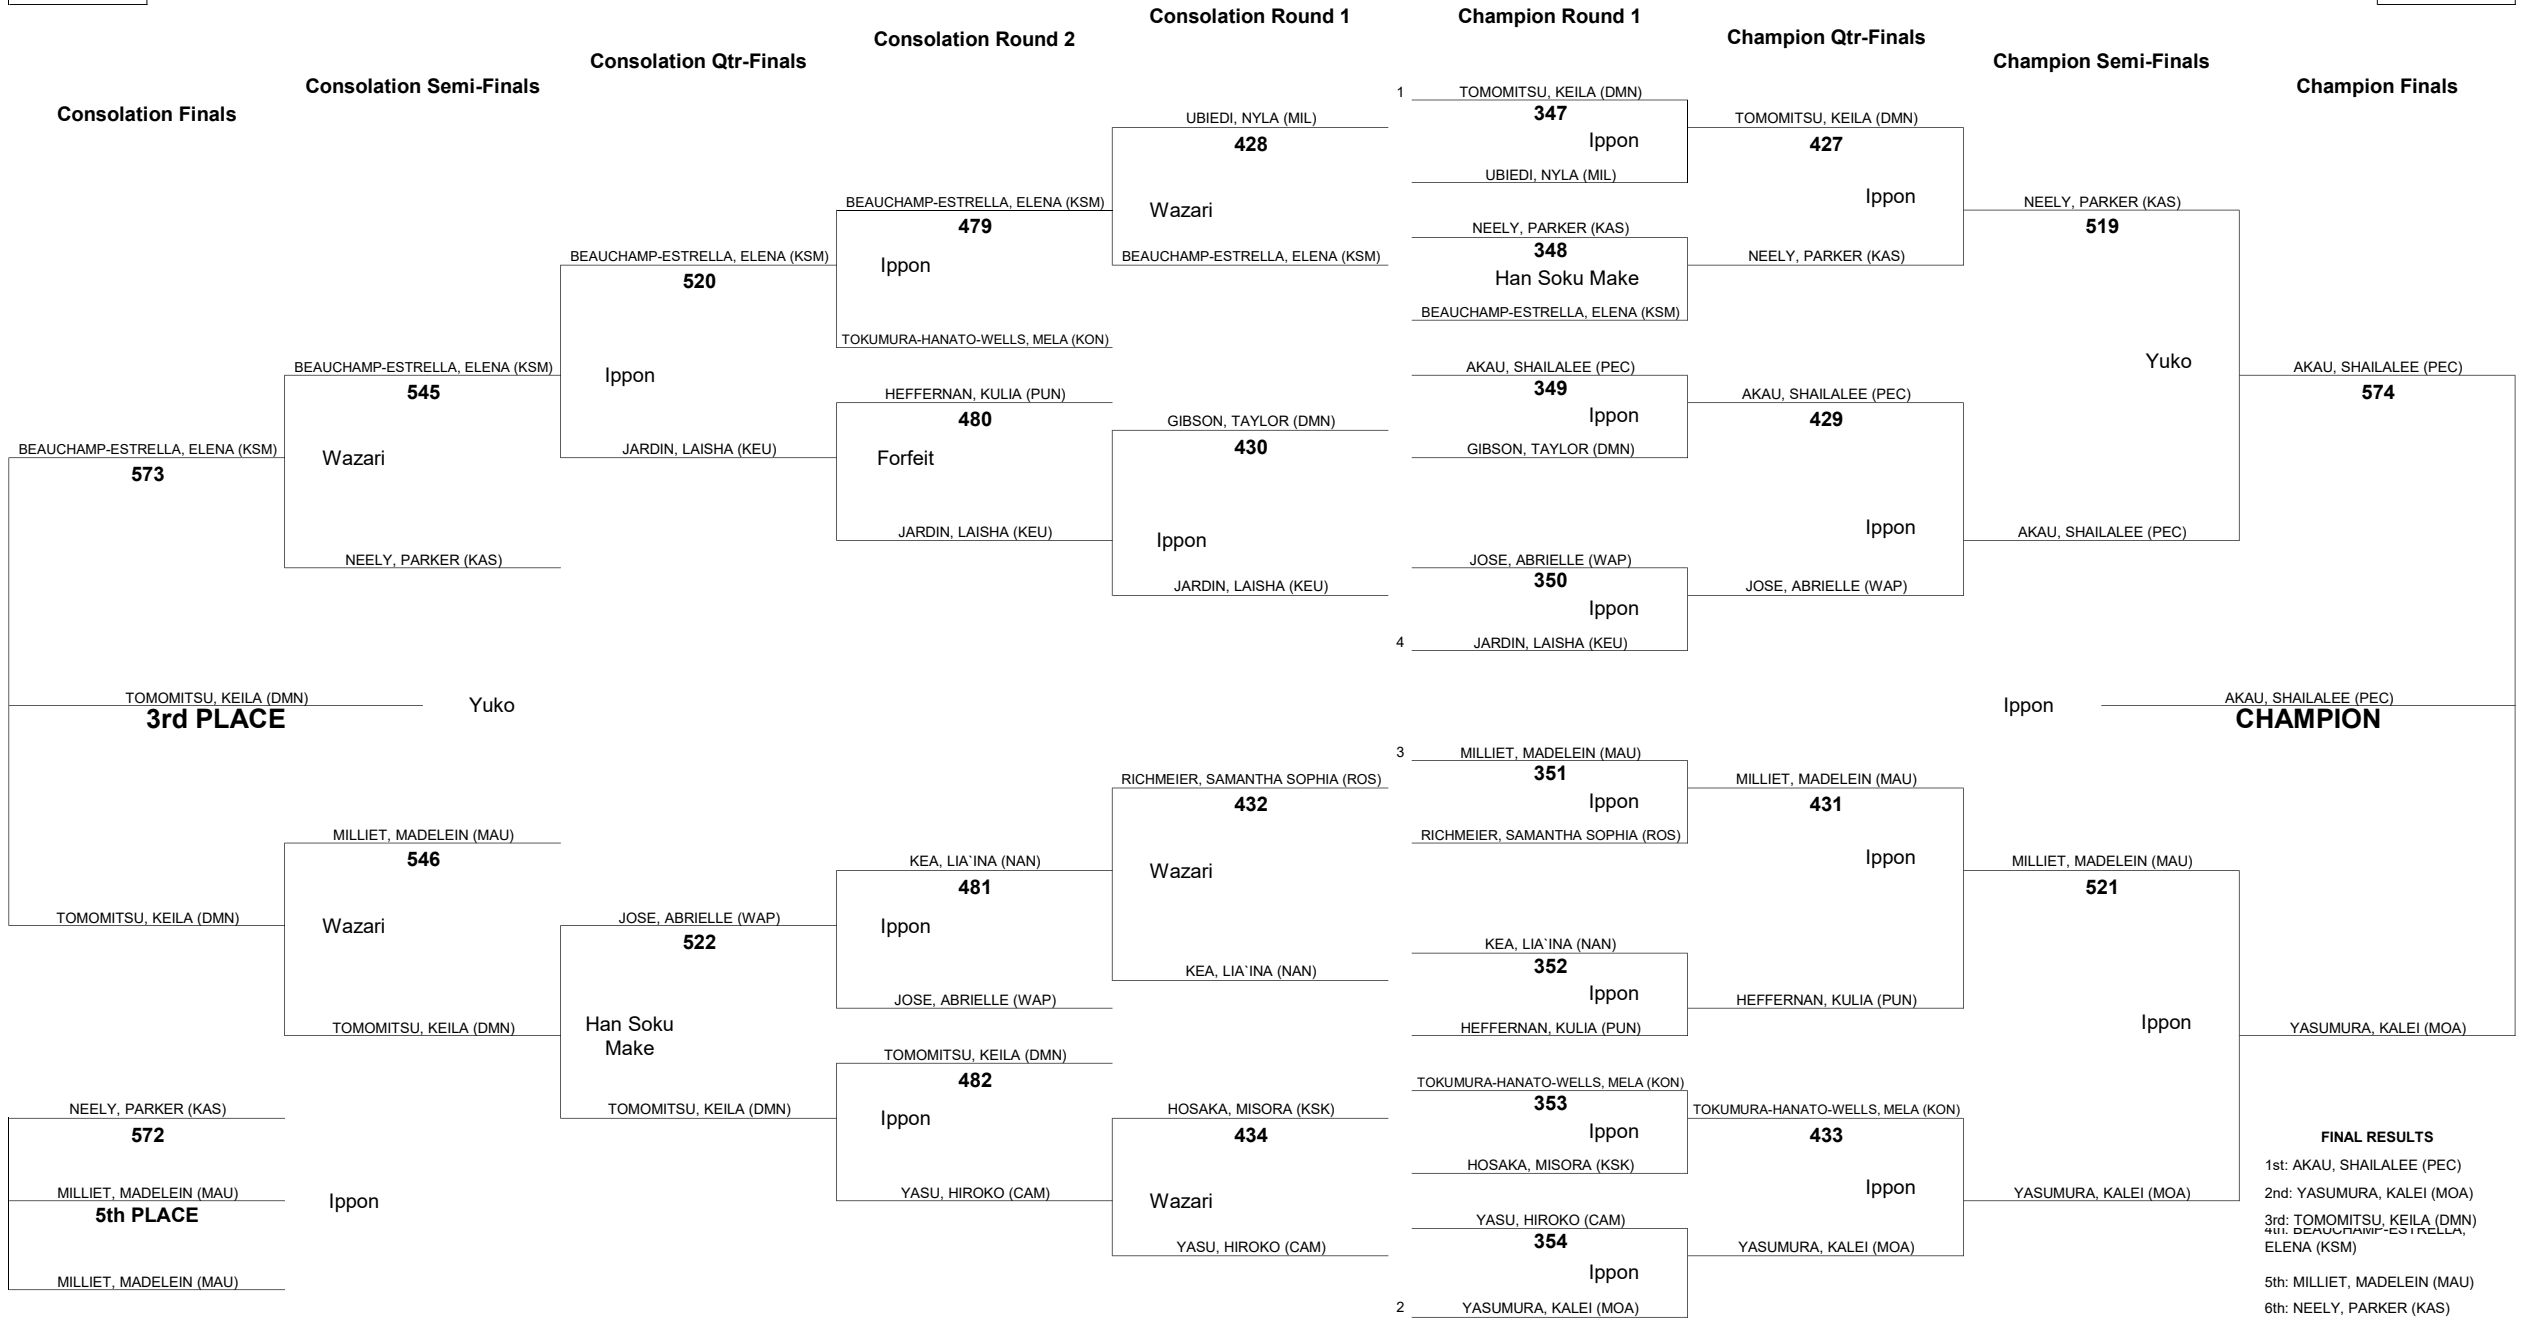 Consolation Round 1
Champion Round 1
Consolation Round 2
Champion Qtr-Finals
Consolation Qtr-Finals
Champion Semi-Finals
Consolation Semi-Finals
Champion Finals
Consolation Finals
1 TOMOMITSU, KEILA (DMN)
347
Ippon
UBIEDI, NYLA (MIL)
428
TOMOMITSU, KEILA (DMN)
427
UBIEDI, NYLA (MIL)
Ippon
BEAUCHAMP-ESTRELLA, ELENA (KSM)
479
Wazari
NEELY, PARKER (KAS)
519
NEELY, PARKER (KAS)
348
Han Soku Make
BEAUCHAMP-ESTRELLA, ELENA (KSM)
520
Ippon
BEAUCHAMP-ESTRELLA, ELENA (KSM)
NEELY, PARKER (KAS)
BEAUCHAMP-ESTRELLA, ELENA (KSM)
TOKUMURA-HANATO-WELLS, MELA (KON)
BEAUCHAMP-ESTRELLA, ELENA (KSM)
545
Ippon
AKAU, SHAILALEE (PEC)
349
Ippon
Yuko
AKAU, SHAILALEE (PEC)
574
HEFFERNAN, KULIA (PUN)
480
AKAU, SHAILALEE (PEC)
429
GIBSON, TAYLOR (DMN)
430
BEAUCHAMP-ESTRELLA, ELENA (KSM)
573
Wazari
JARDIN, LAISHA (KEU)
Forfeit
GIBSON, TAYLOR (DMN)
JARDIN, LAISHA (KEU)
Ippon
Ippon
AKAU, SHAILALEE (PEC)
NEELY, PARKER (KAS)
JOSE, ABRIELLE (WAP)
350
Ippon
JARDIN, LAISHA (KEU)
JOSE, ABRIELLE (WAP)
4 JARDIN, LAISHA (KEU)
TOMOMITSU, KEILA (DMN)
3rd PLACE
Yuko
Ippon
AKAU, SHAILALEE (PEC)
CHAMPION
3 MILLIET, MADELEIN (MAU)
351
Ippon
RICHMEIER, SAMANTHA SOPHIA (ROS)
432
MILLIET, MADELEIN (MAU)
431
MILLIET, MADELEIN (MAU)
546
RICHMEIER, SAMANTHA SOPHIA (ROS)
KEA, LIA`INA (NAN)
481
Wazari
Ippon
MILLIET, MADELEIN (MAU)
521
TOMOMITSU, KEILA (DMN)
Wazari
JOSE, ABRIELLE (WAP)
522
Ippon
KEA, LIA`INA (NAN)
352
Ippon
KEA, LIA`INA (NAN)
JOSE, ABRIELLE (WAP)
HEFFERNAN, KULIA (PUN)
TOMOMITSU, KEILA (DMN)
Han Soku
Make
HEFFERNAN, KULIA (PUN)
Ippon
YASUMURA, KALEI (MOA)
TOMOMITSU, KEILA (DMN)
482
TOKUMURA-HANATO-WELLS, MELA (KON)
353
Ippon
NEELY, PARKER (KAS)
572
TOMOMITSU, KEILA (DMN)
Ippon
HOSAKA, MISORA (KSK)
434
TOKUMURA-HANATO-WELLS, MELA (KON)
433
HOSAKA, MISORA (KSK)
MILLIET, MADELEIN (MAU)
5th PLACE
Ippon
YASU, HIROKO (CAM)
Wazari
Ippon
YASUMURA, KALEI (MOA)
YASU, HIROKO (CAM)
354
Ippon
YASU, HIROKO (CAM)
YASUMURA, KALEI (MOA)
MILLIET, MADELEIN (MAU)
2 YASUMURA, KALEI (MOA)
FINAL RESULTS
1st: AKAU, SHAILALEE (PEC)
2nd: YASUMURA, KALEI (MOA)
3rd: TOMOMITSU, KEILA (DMN)
4th: BEAUCHAMP-ESTRELLA,
ELENA (KSM)
5th: MILLIET, MADELEIN (MAU)
6th: NEELY, PARKER (KAS)